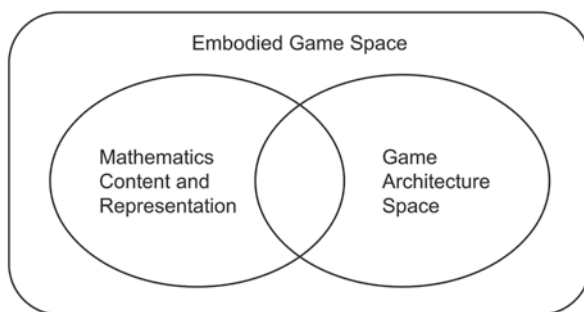 Embodied Game Space
Mathematics
Content and
Representation
Game
Architecture
Space